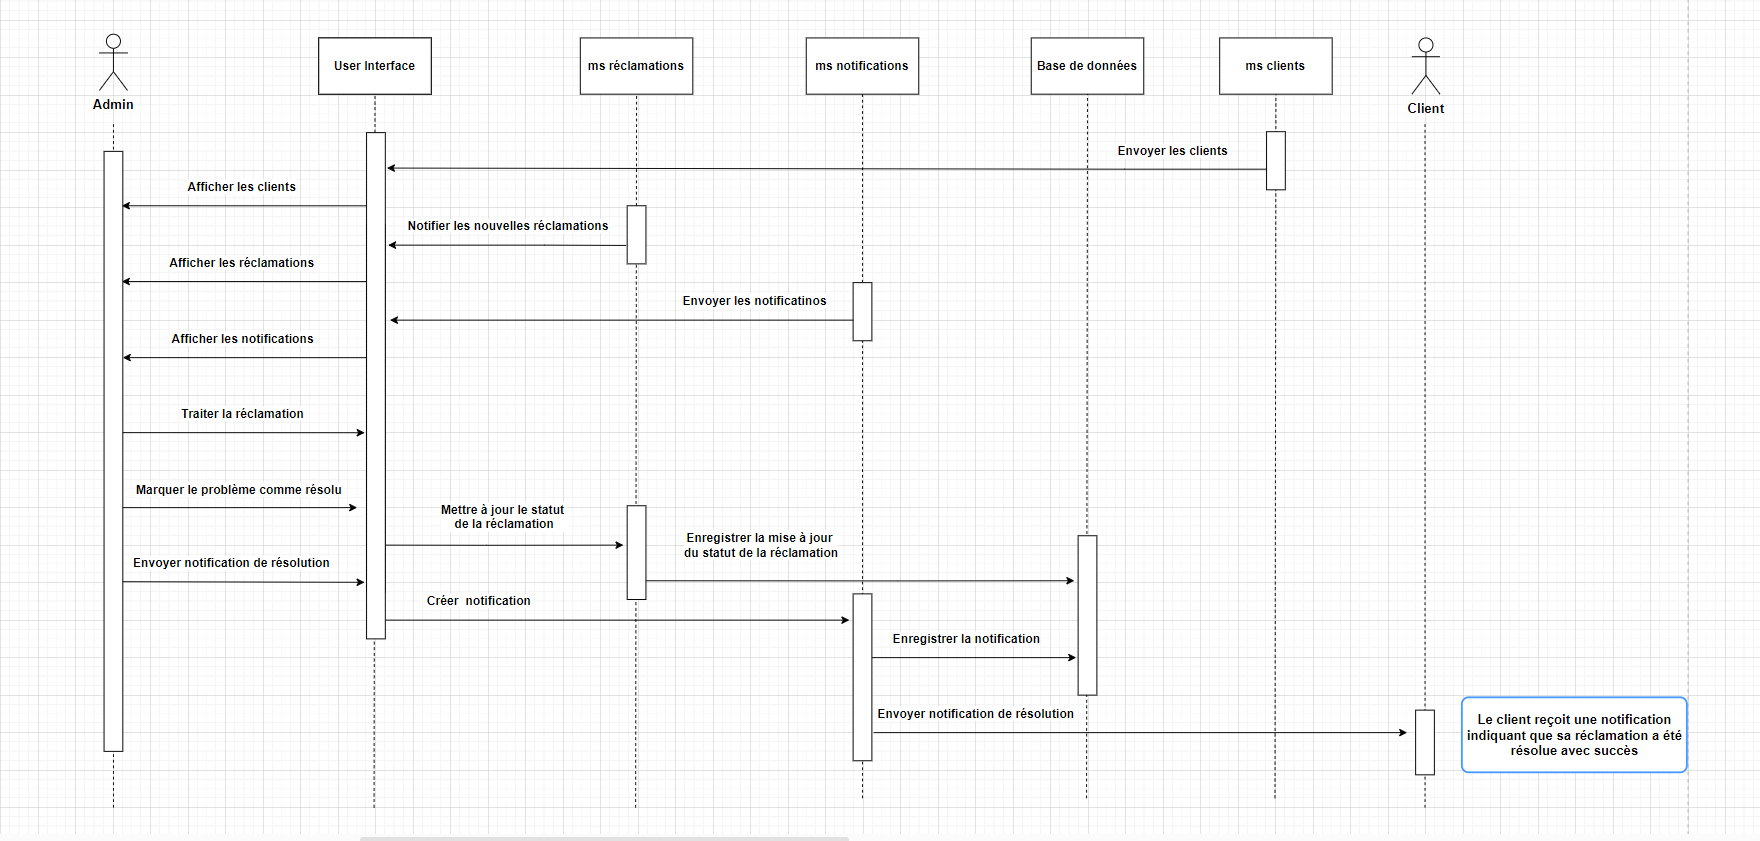 Admin
User Interface
ms réclamations
ms notifications
Base de données
ms clients
Client
Envoyer les clients
Afficher les clients
Notifier les nouvelles réclamations
Afficher les réclamations
Envoyer les notificatinos
Afficher les notifications
Traiter la réclamation
Marquer le problème comme résolu
Mettre à jour le statut
de la réclamation
Enregistrer la mise à jour
du statut de la réclamation
Envoyer notification de résolution
Créer  notification
Enregistrer la notification
Envoyer notification de résolution
Le client reçoit une notification
indiquant que sa réclamation a été
résolue avec succès